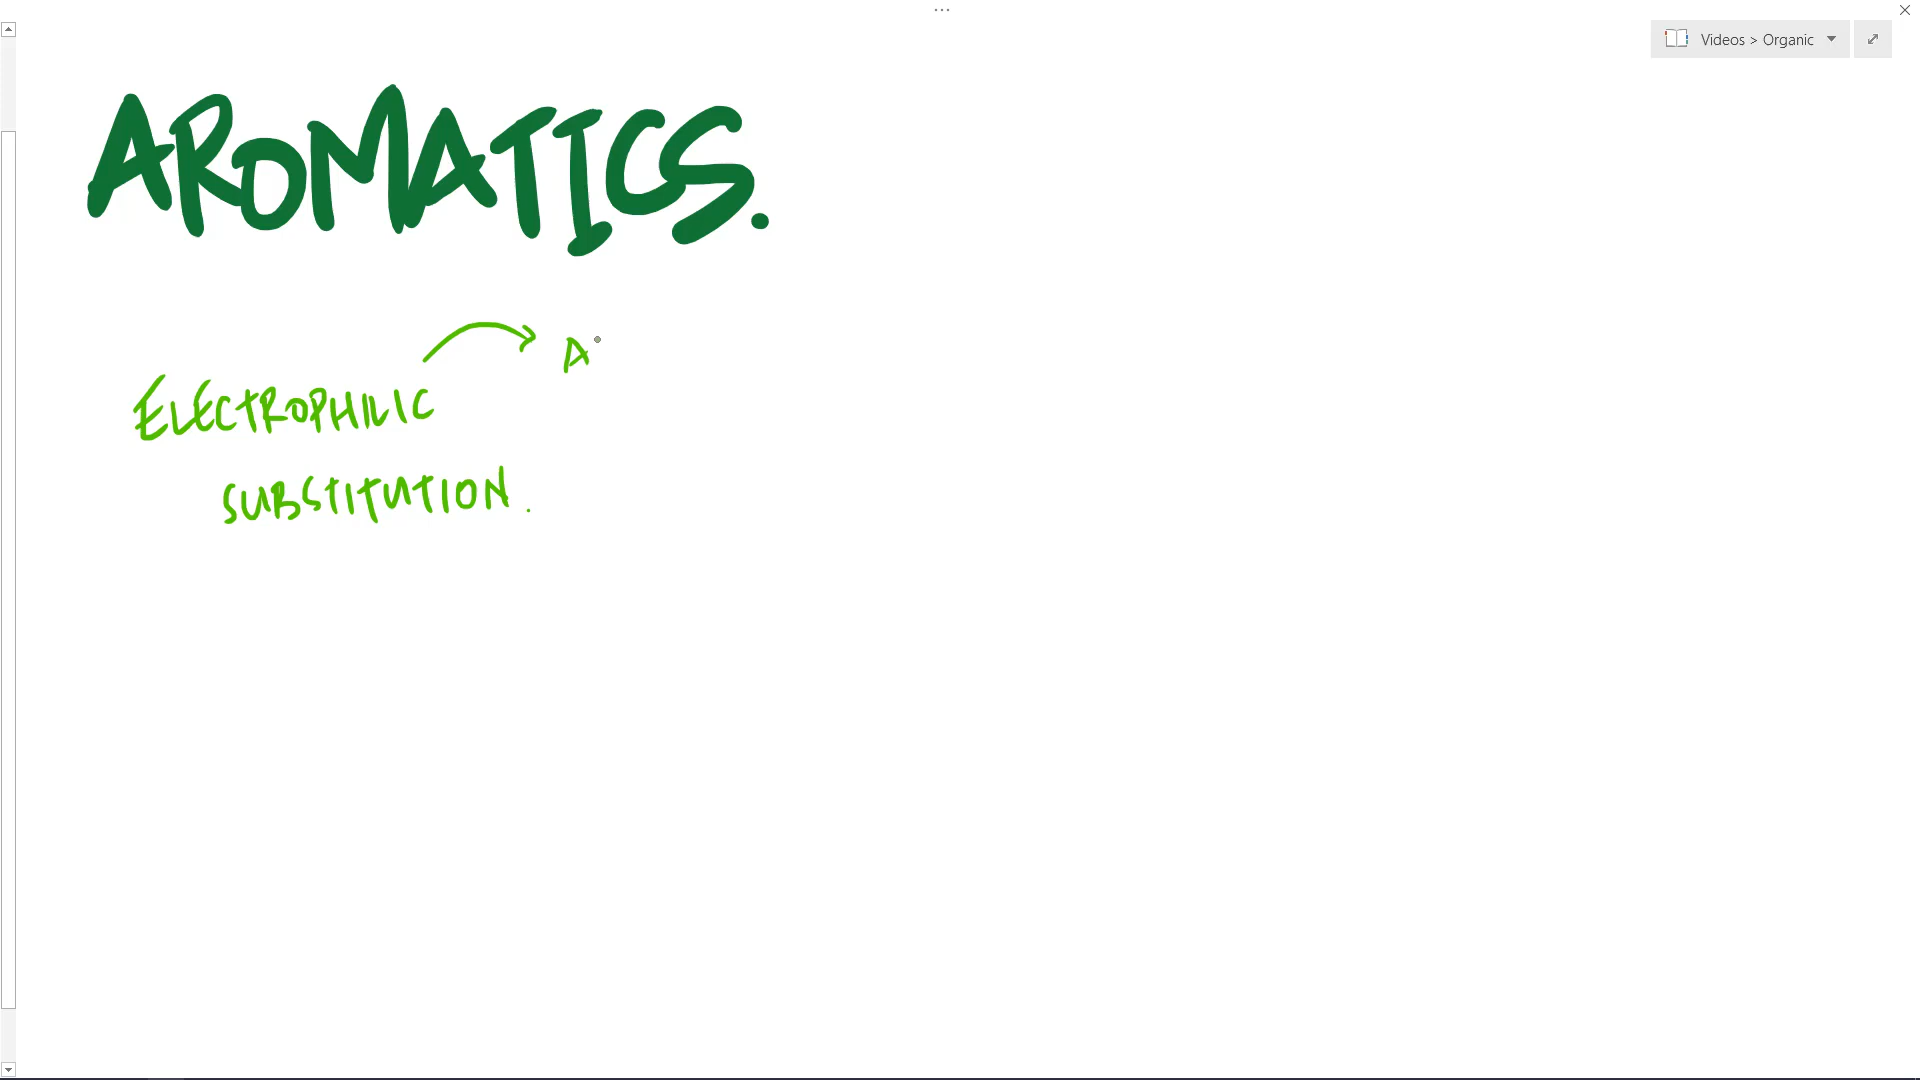 Videos > Organic
AROMATICS.
A
ELECTROPHILIC
SUBSTITUTION.